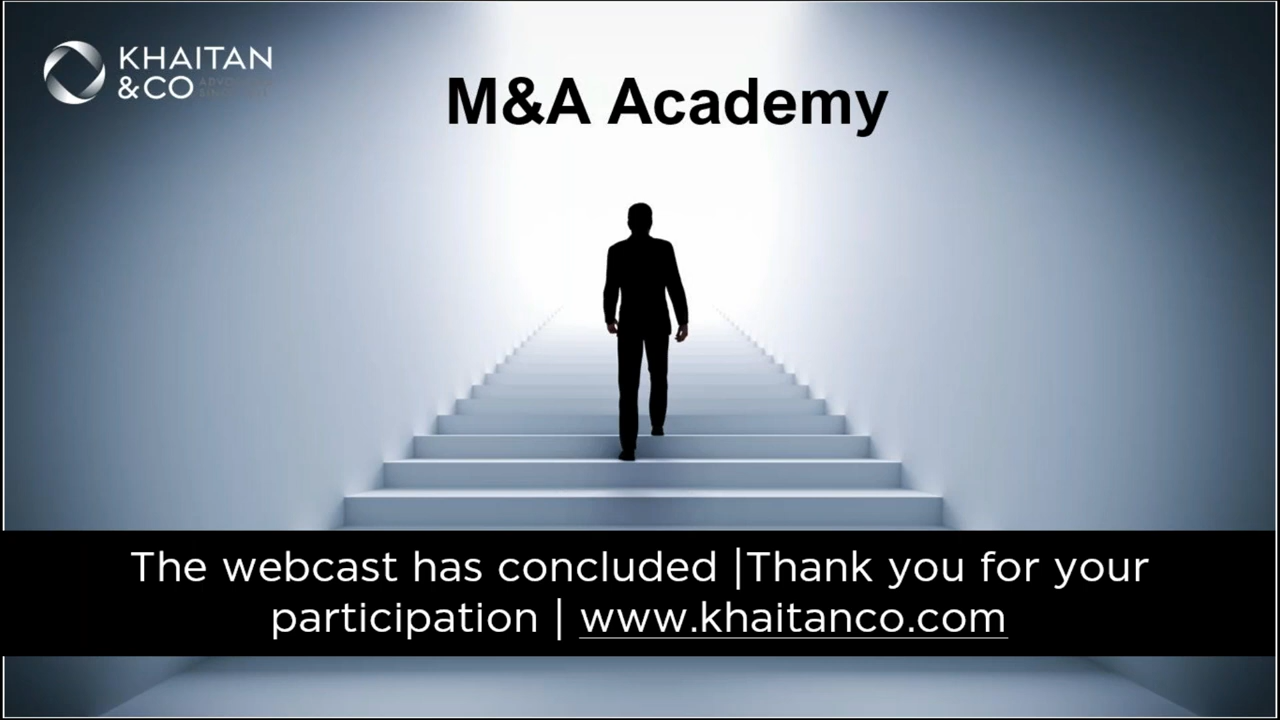 KHAITAN
&CO
M&A Academy
The webcast has concluded |Thank you for your
participation | www.khaitanco.com